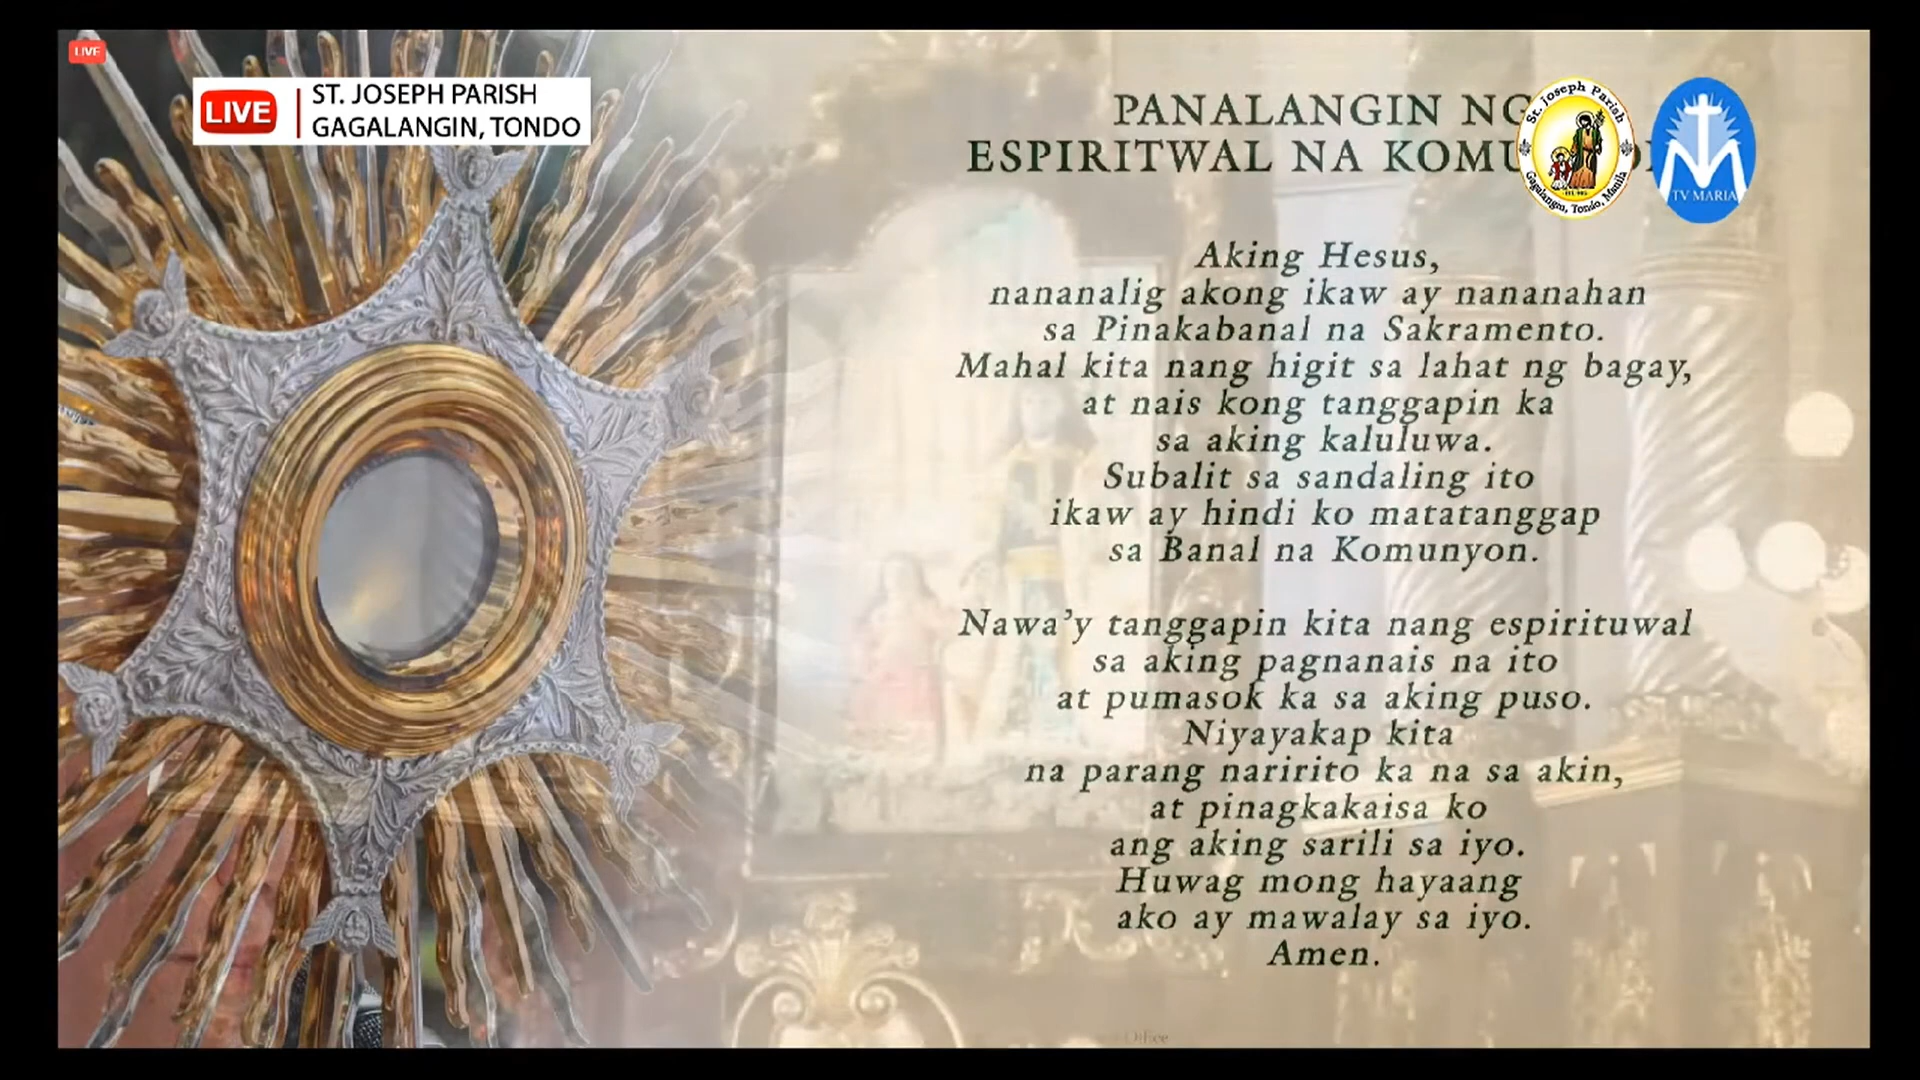 LIVE
LIVE
ST. JOSEPH PARISH
GAGALANGIN, TONDO
PANALANGIN NG
ESPIRITWAL NA
St. Joseph Parish
Gagalangin, Tondo, Manila
TV MARIA
Aking Hesus,
nananalig akong ikaw ay nananahan
sa Pinakabanal na Sakramento.
Mahal kita nang higit sa lahat ng bagay,
at nais kong tanggapin ka
sa aking kaluluwa.
Subalit sa sandaling ito
ikaw ay hindi ko matatanggap
sa Banal na Komunyon.
Nawa'y tanggapin kita nang espirituwal
sa aking pagnanais na ito
at pumasok ka sa aking puso.
Niyayakap kita
na parang naririto ka na sa akin,
at pinagkakaisa ko
ang aking sarili sa iyo.
Huwag mong hayaang
ako ay mawalay sa iyo.
Amen.
Office